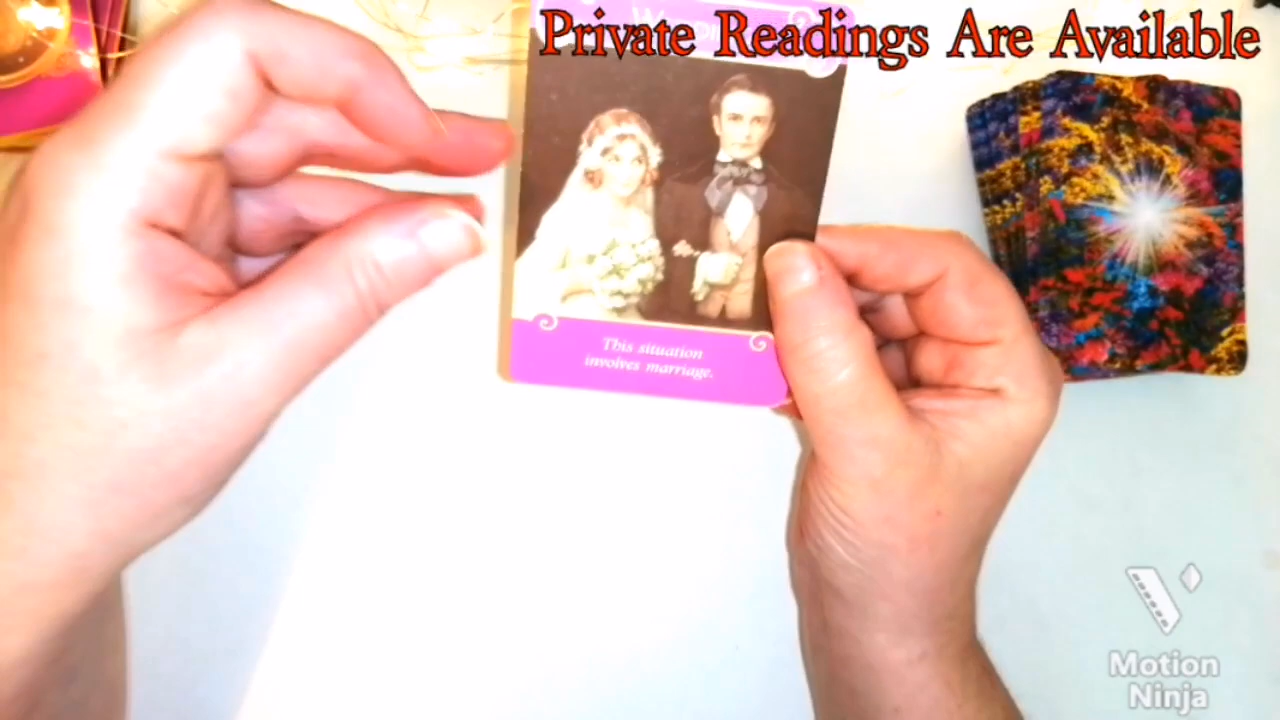 Private Readings Are Available
This situation
involves marriage.
Motion
Ninja